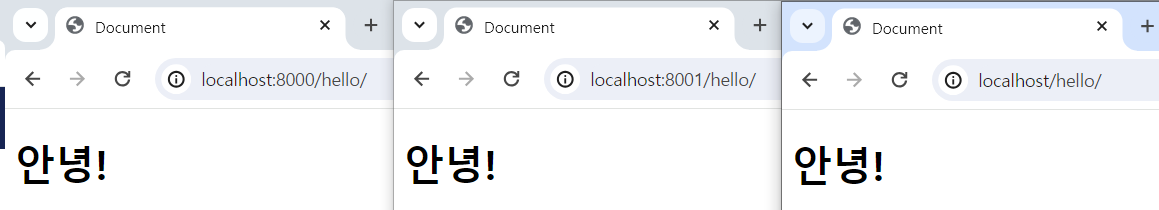 Document
localhost:8000/hello/
안녕!
Document
localhost:8001/hello/
안녕!
Document
localhost/hello/
안녕!